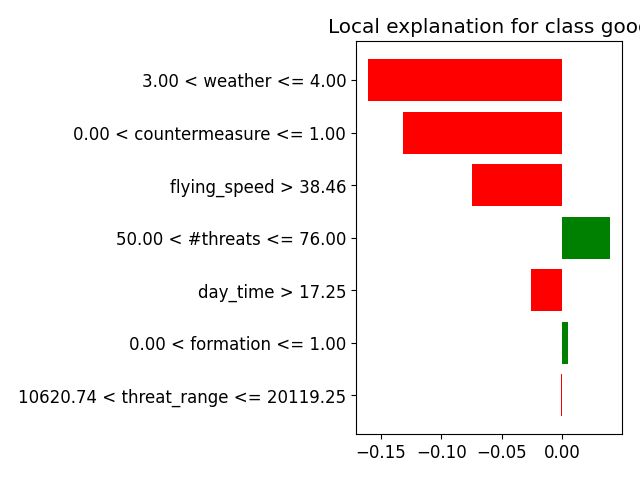 Local explanation for class goo
3.00 < weather <= 4.00
0.00 < countermeasure <= 1.00
flying_speed > 38.46
50.00 < #threats <= 76.00
day_time > 17.25
0.00 < formation <= 1.00
10620.74 < threat_range <= 20119.25
−0.15 −0.10 −0.05 0.00